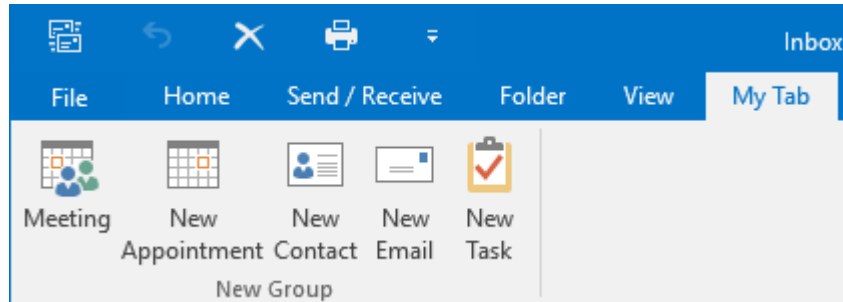 Inbox
File Home Send / Receive Folder View My Tab
Meeting New New New New
Appointment Contact Email Task
New Group